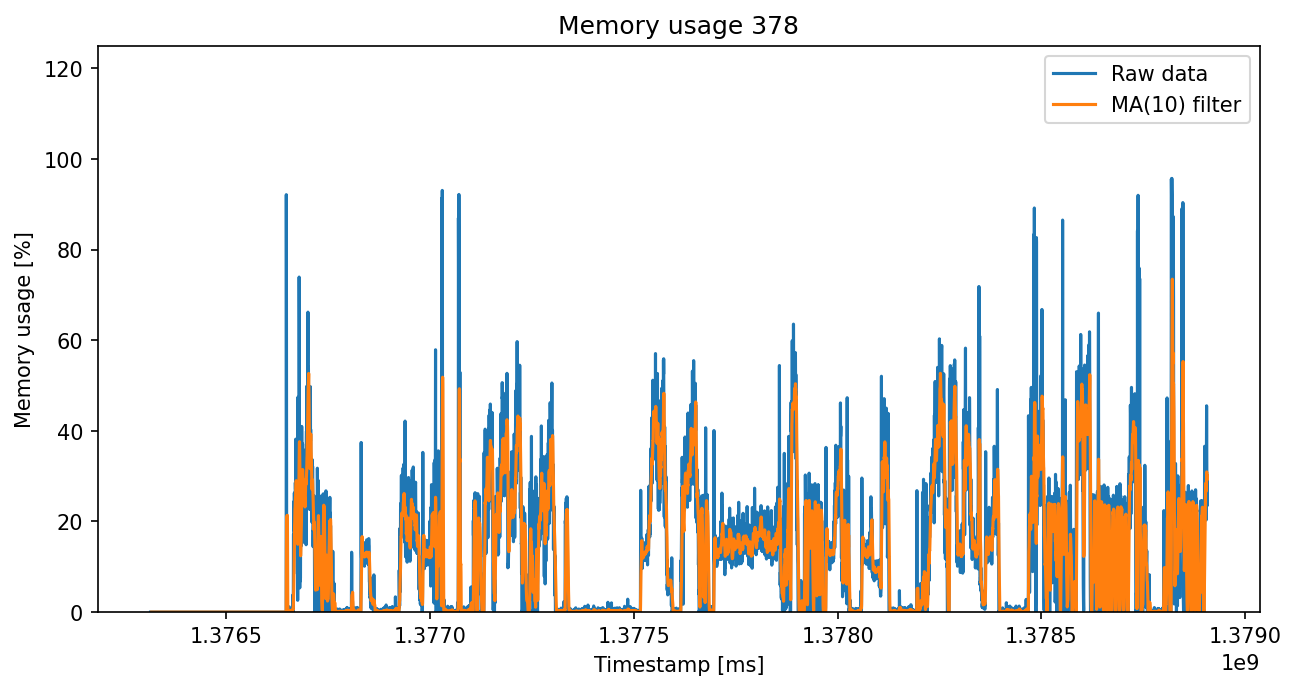 Memory usage 378
120
100
80
60
40
20
0
Memory usage [%]
Raw data
MA(10) filter
1.3765
1.3770
1.3775
1.3780
1.3785
1.3790
1e9
Timestamp [ms]